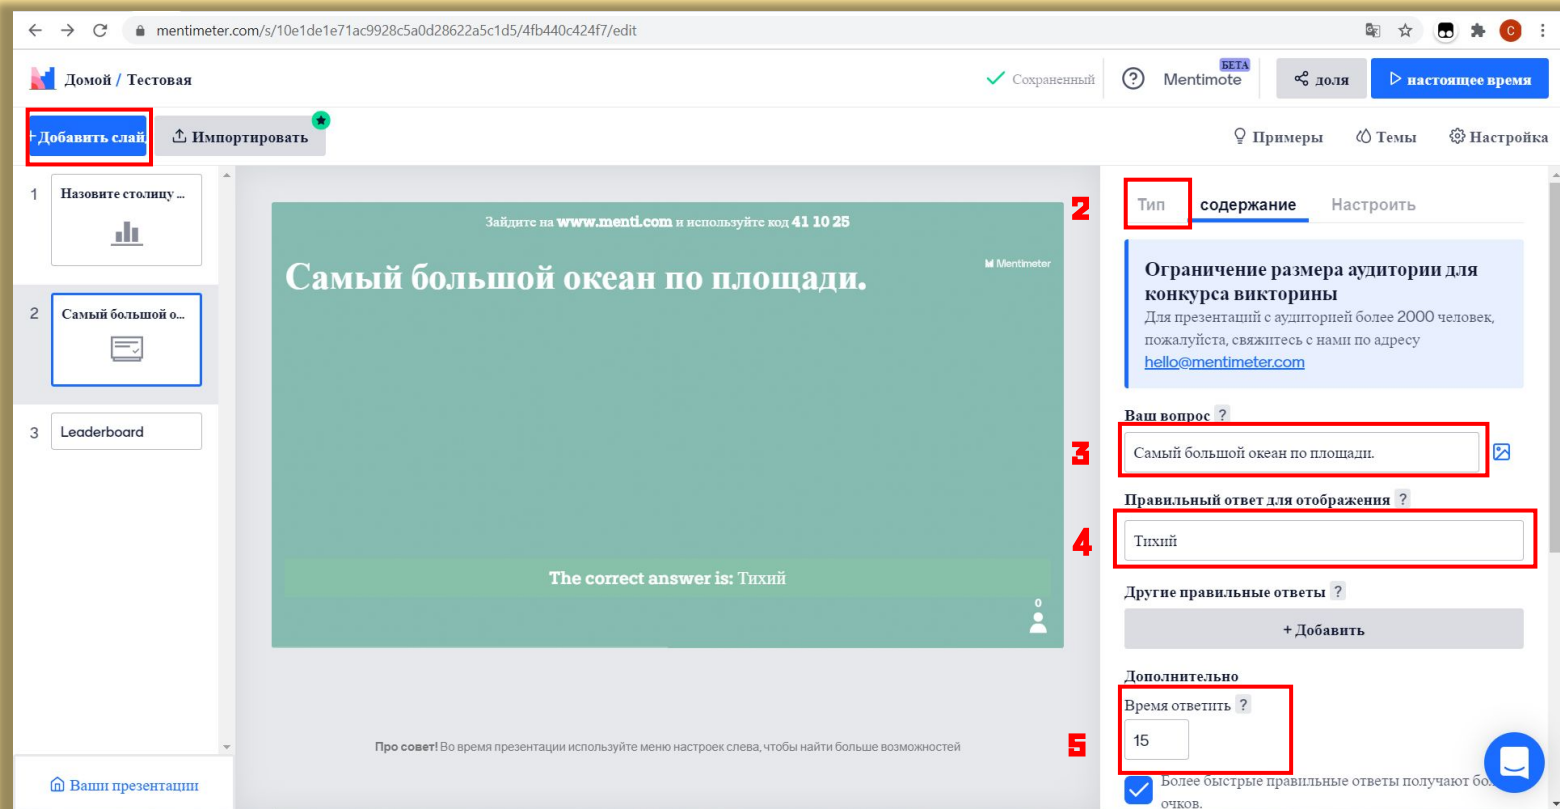 mentimeter.com/s/10e1de1e71ac9928c5a0d28622a5c1d5/4fb440c424f7/edit
C
Домой / Тестовая
Сохраненный
?
Mentimote
БЕТА
доля
настоящее время
+Добавить слай
Импортировать
Примеры
Темы
Настройка
1
Назовите столицу ...
2
Самый большой о...
3
Leaderboard
Ваши презентации
Зайдите на www.menti.com и используйте код 41 10 25
Самый большой океан по площади.
Mentimeter
The correct answer is: Тихий
0
Про совет! Во время презентации используйте меню настроек слева, чтобы найти больше возможностей
2
Тип
содержание
Настроить
Ограничение размера аудитории для
конкурса викторины
Для презентаций с аудиторией более 2000 человек,
пожалуйста, свяжитесь с нами по адресу
hello@mentimeter.com
Ваш вопрос ?
3
Самый большой океан по площади.
Правильный ответ для отображения ?
4
Тихий
Другие правильные ответы ?
+ Добавить
Дополнительно
Время ответить ?
5
15
Более быстрые правильные ответы получают бо
очков.